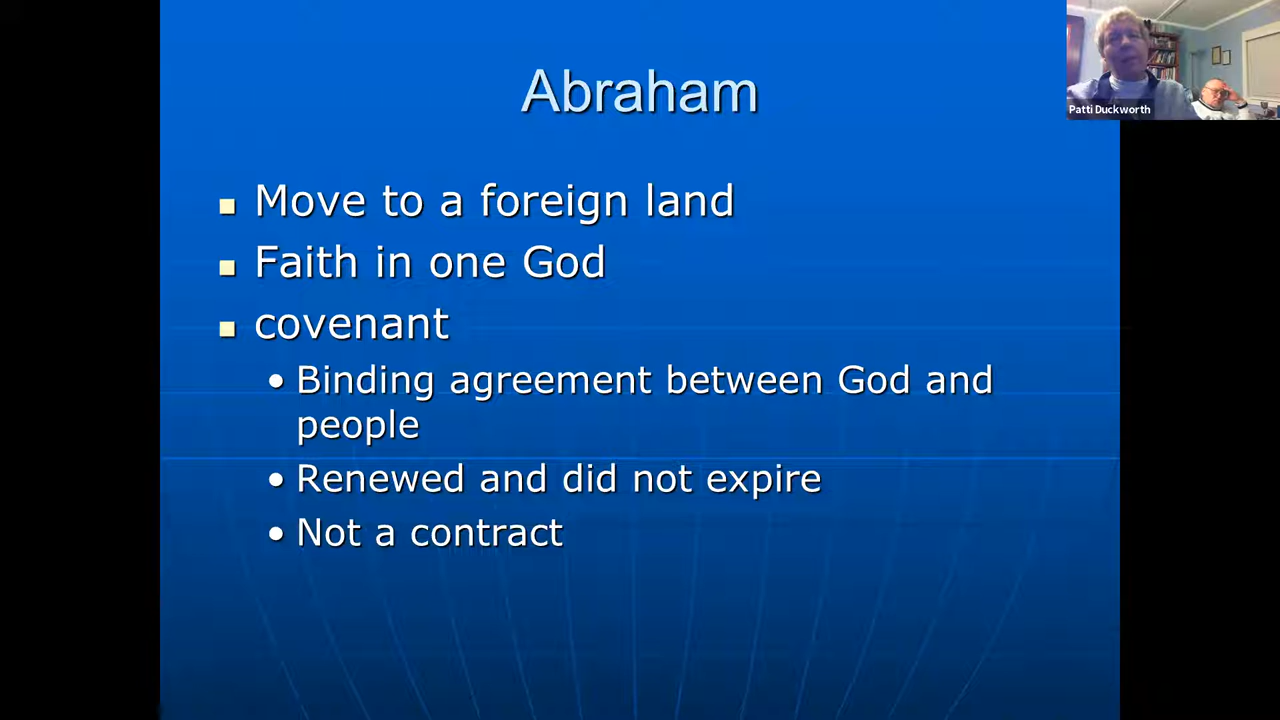 Abraham
Patti Duckworth
Move to a foreign land
Faith in one God
covenant
Binding agreement between God and
people
Renewed and did not expire
Not a contract